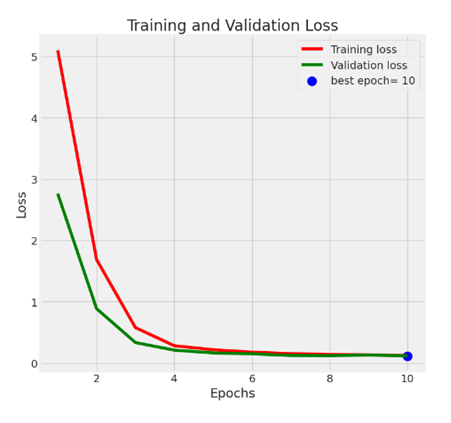 Training and Validation Loss
Training loss
Validation loss
best epoch= 10
5
4
3
2
1
0
Loss
2
4
6
8
10
Epochs